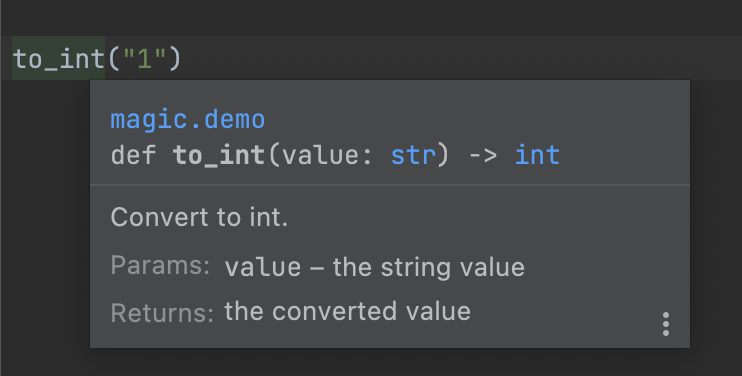 to_int("1")
magic.demo
def to_int(value: str) -> int
Convert to int.
Params: value – the string value
Returns: the converted value